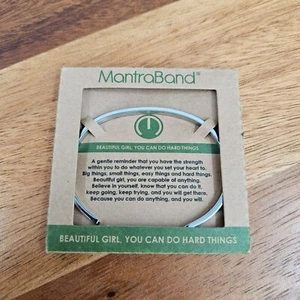 MantraBand®
BEAUTIFUL GIRL, YOU CAN DO HARD THINGS
A gentle reminder that you have the strength
within you to do whatever you set your heart to.
Big things, small things, easy things and hard things.
Beautiful girl, you are capable of anything.
Believe in yourself, know that you can do it,
keep going, keep trying, and you will get there.
Because you can do anything, and you will.
BEAUTIFUL GIRL, YOU CAN DO HARD THINGS